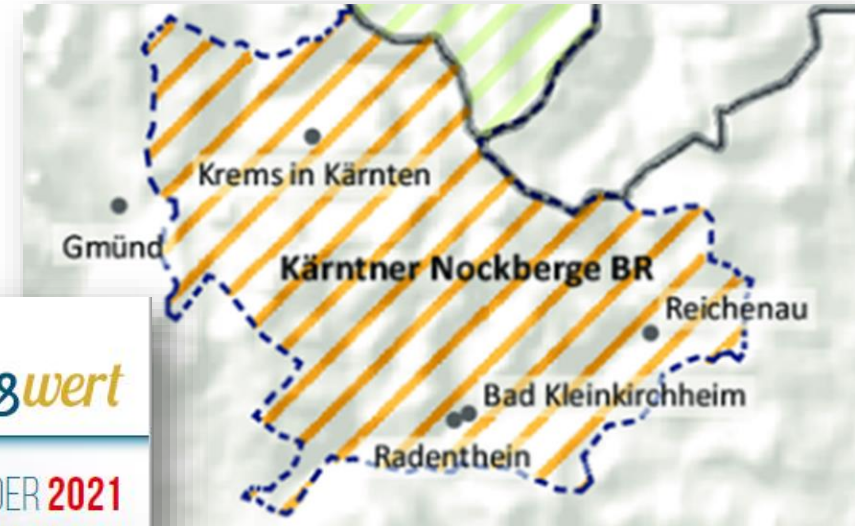 Krems in Kärnten
Gmünd
Kärntner Nockberge BR
Reichenau
Bad Kleinkirchheim
Radenthein
wert
2021